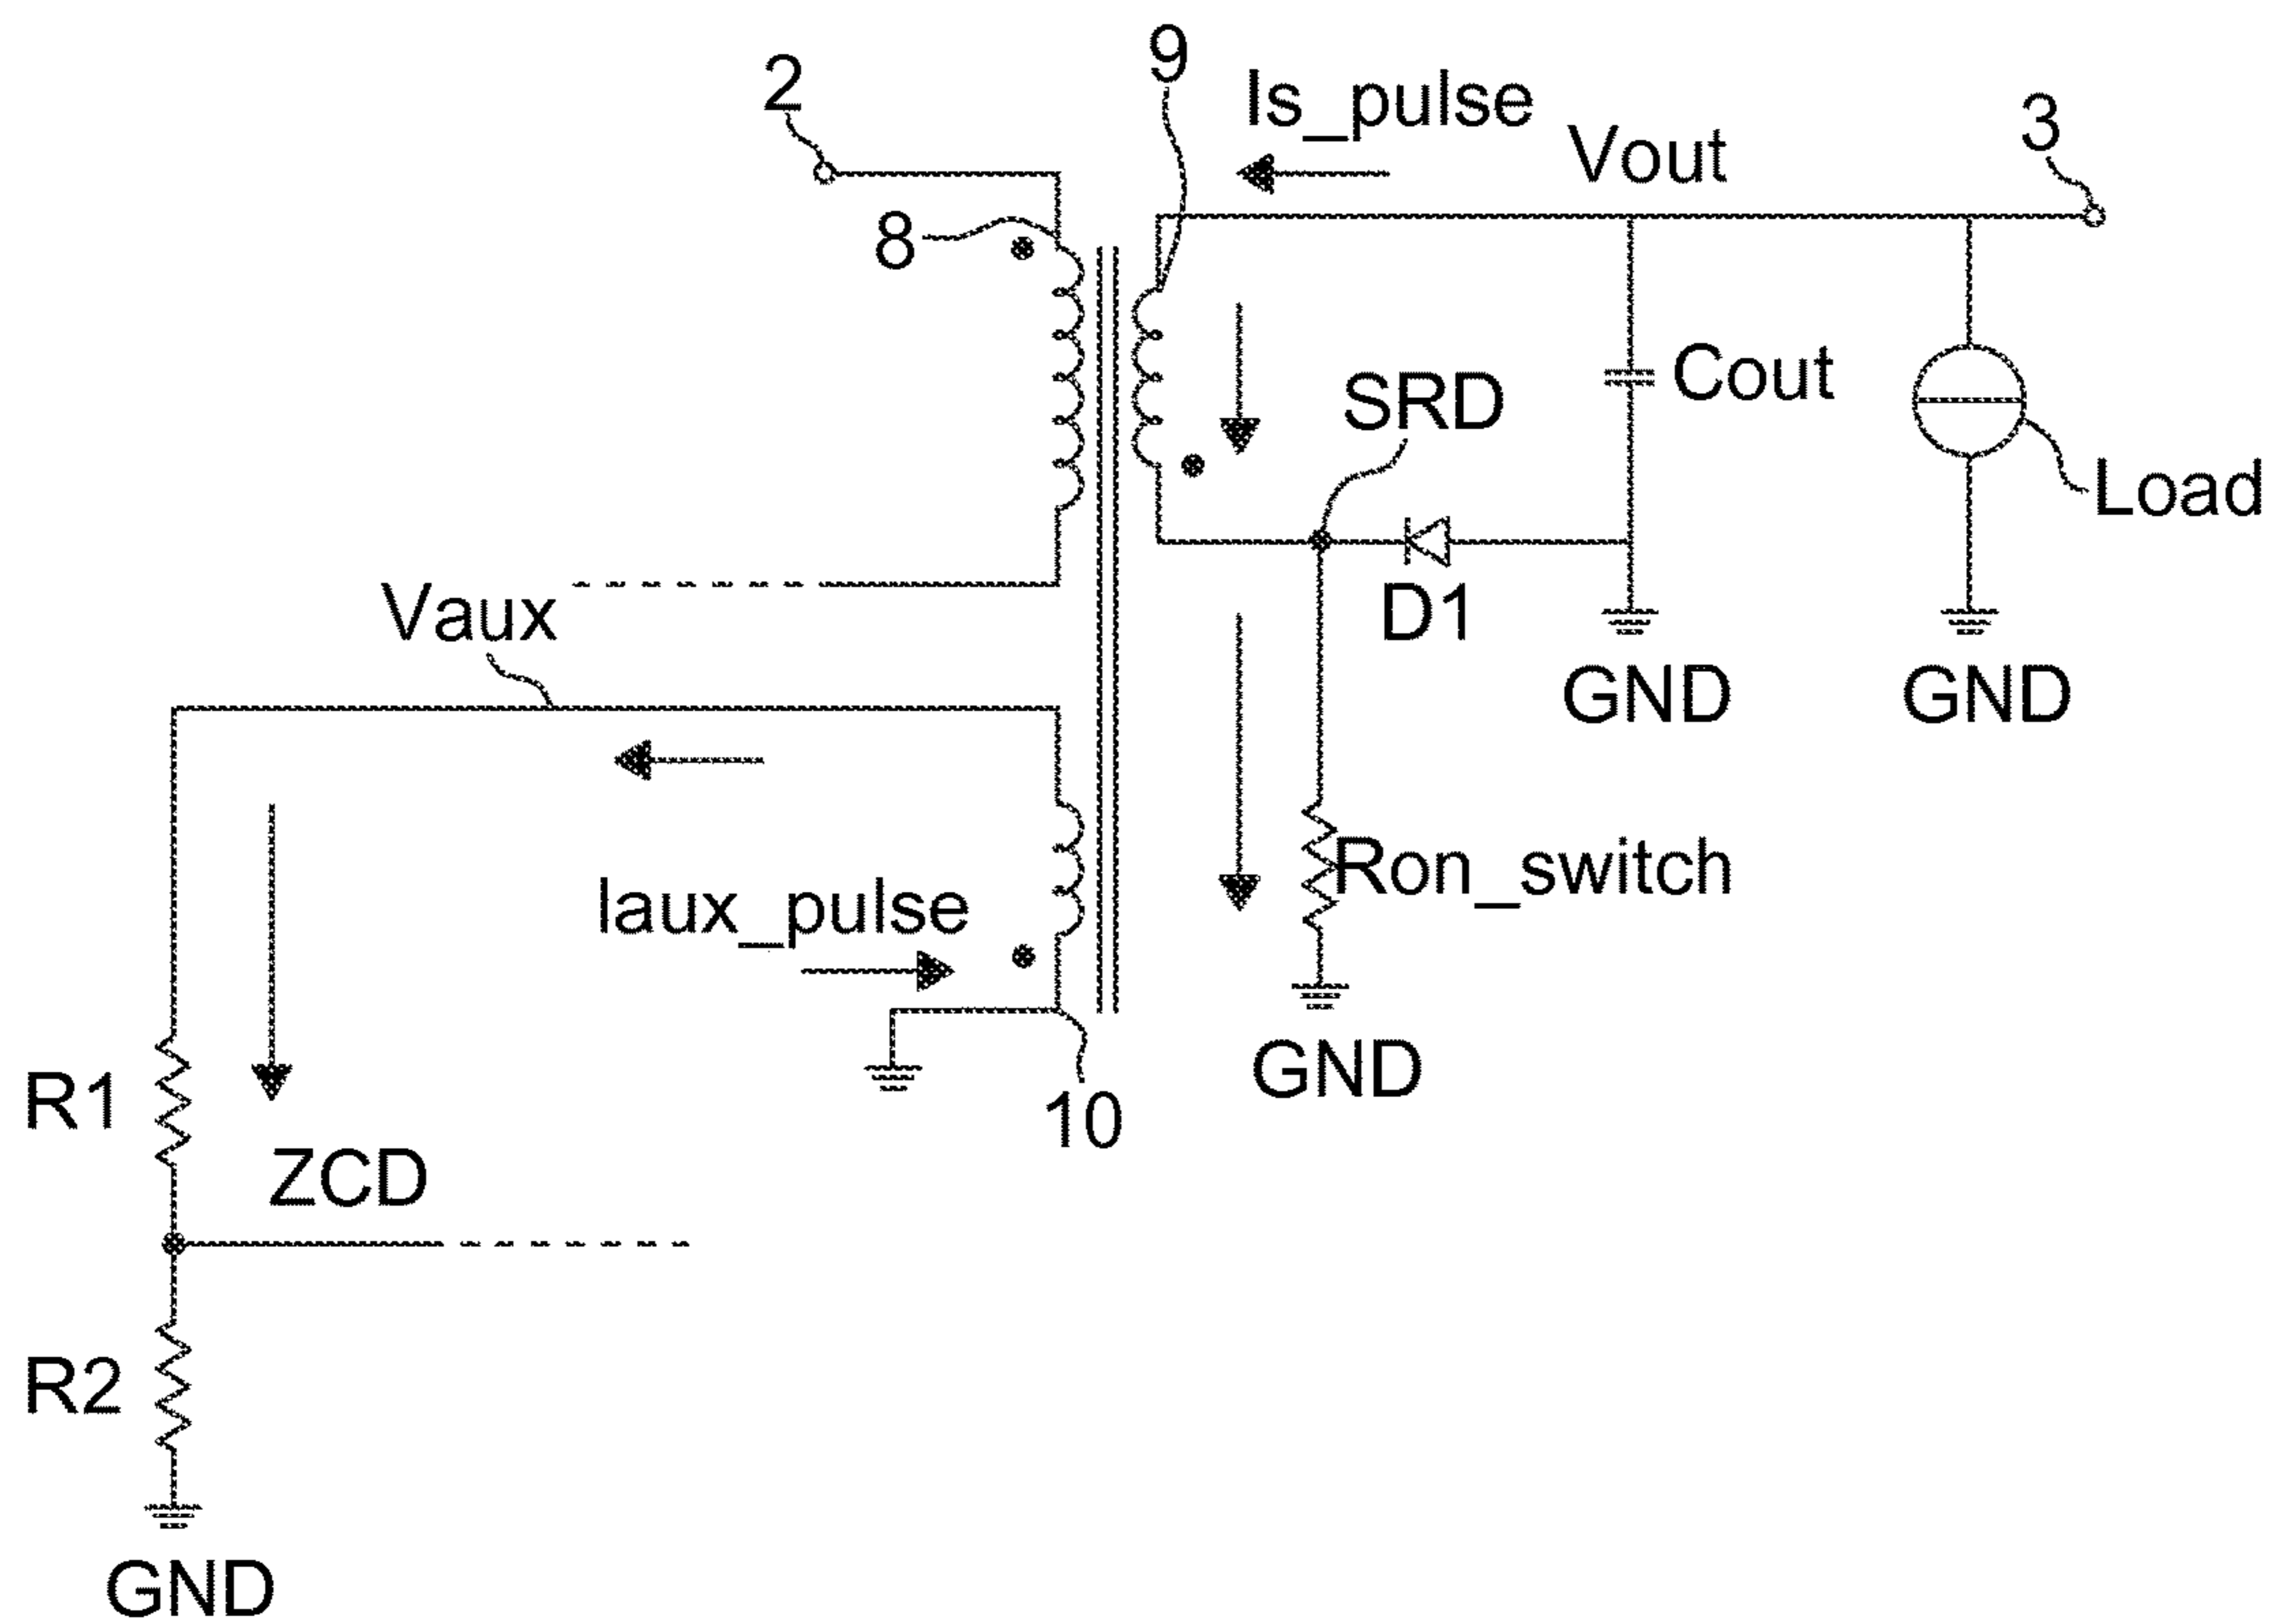 9
2
Is_pulse
3
Vout
8
SRD
Cout
Load
Vaux
D1
GND
GND
Ron_switch
Iaux_pulse
GND
R1
10
ZCD
R2
GND